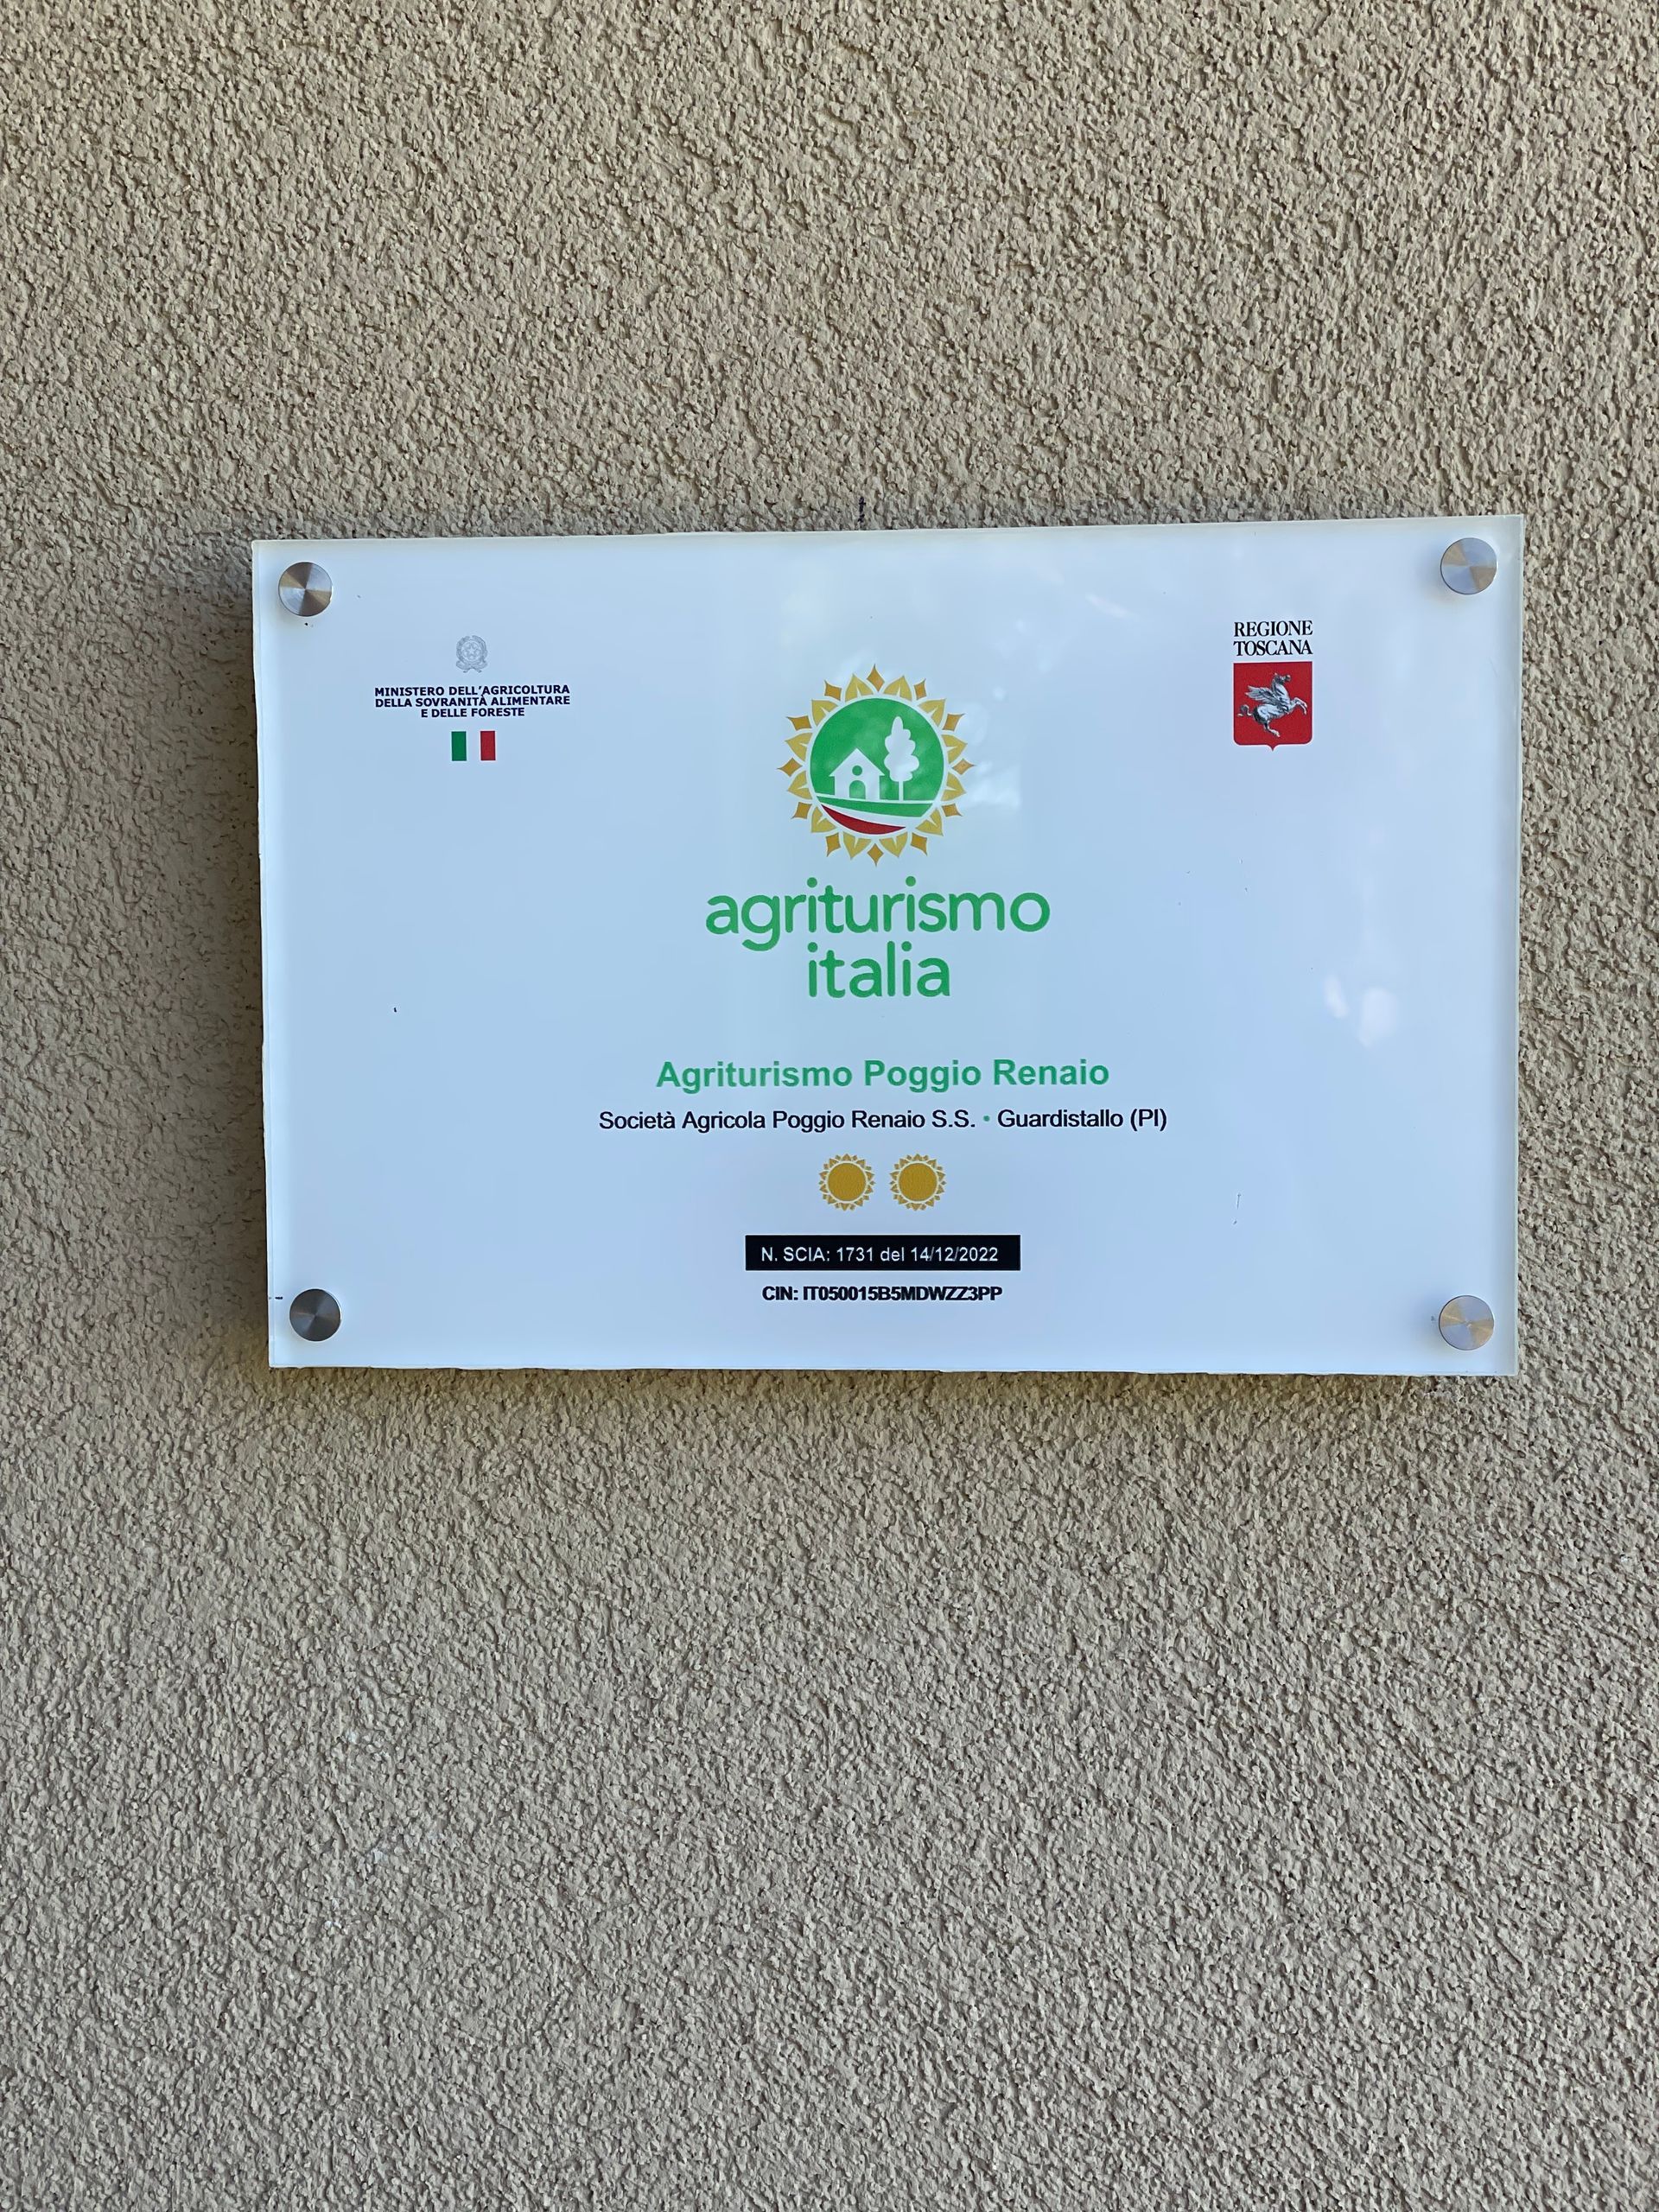 MINISTERO DELL'AGRICOLTURA
DELLA SOVRANITÀ ALIMENTARE
E DELLE FORESTE
REGIONE
TOSCANA
agriturismo
italia
Agriturismo Poggio Renaio
Società Agricola Poggio Renaio S.S. • Guardistallo (PI)
N. SCIA: 1731 del 14/12/2022
CIN: IT050015B5MDWZZ3PP